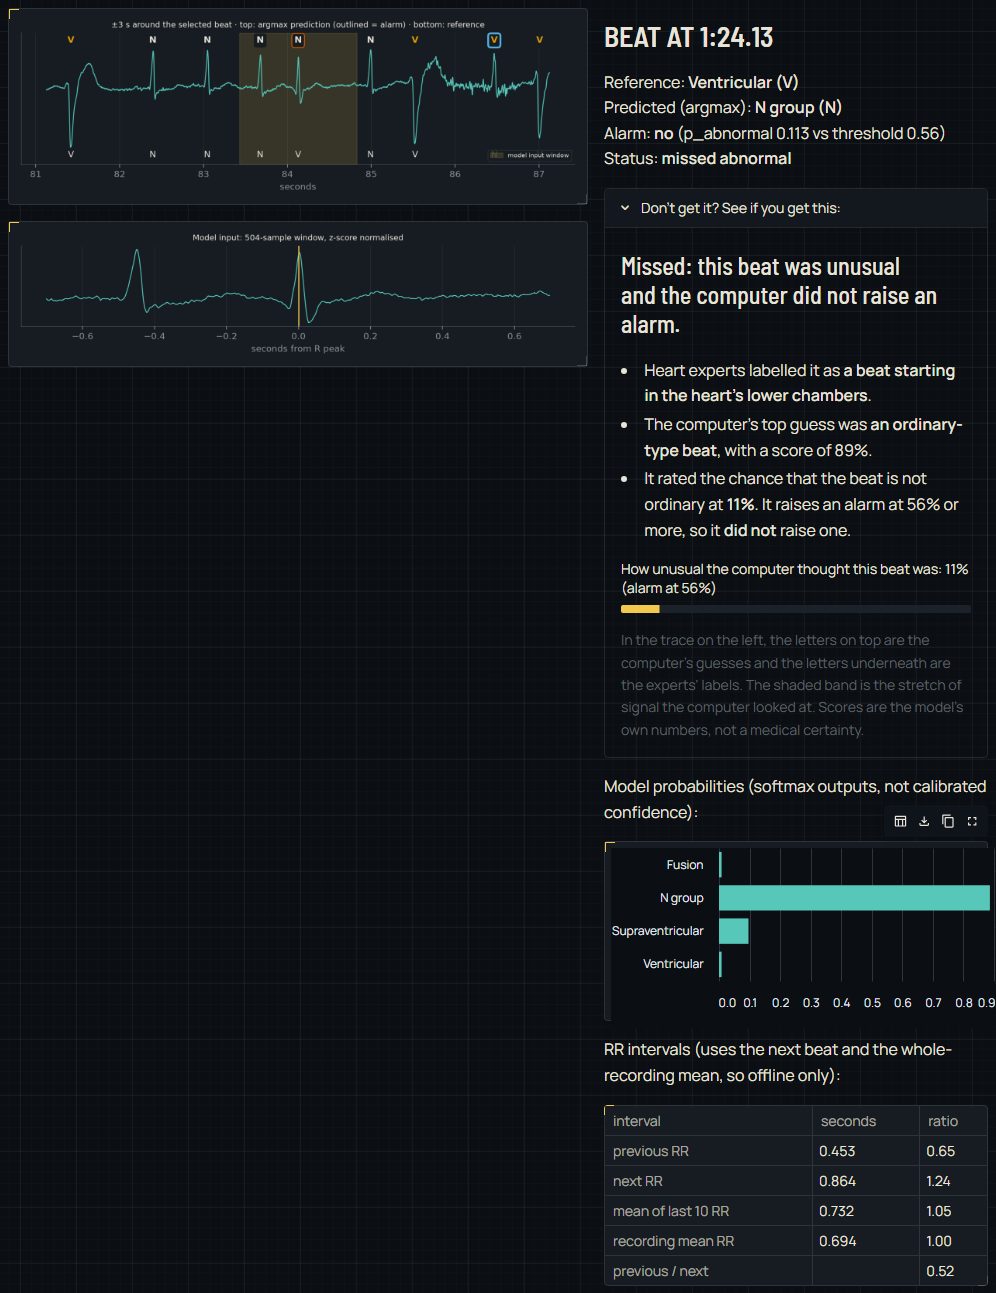 ±3 s around the selected beat · top: argmax prediction (outlined = alarm) · bottom: reference
V N N N N N V V V
V N N N V N V
model input window
81 82 83 84 85 86 87
seconds
Model input: 504-sample window, z-score normalised
−0.6 −0.4 −0.2 0.0 0.2 0.4 0.6
seconds from R peak
BEAT AT 1:24.13
Reference: Ventricular (V)
Predicted (argmax): N group (N)
Alarm: no (p_abnormal 0.113 vs threshold 0.56)
Status: missed abnormal
Don't get it? See if you get this:
Missed: this beat was unusual
and the computer did not raise an
alarm.
Heart experts labelled it as a beat starting
in the heart's lower chambers.
The computer's top guess was an ordinary-
type beat, with a score of 89%.
It rated the chance that the beat is not
ordinary at 11%. It raises an alarm at 56% or
more, so it did not raise one.
How unusual the computer thought this beat was: 11%
(alarm at 56%)
In the trace on the left, the letters on top are the
computer's guesses and the letters underneath are
the experts' labels. The shaded band is the stretch of
signal the computer looked at. Scores are the model's
own numbers, not a medical certainty.
Model probabilities (softmax outputs, not calibrated
confidence):
Fusion
N group
Supraventricular
Ventricular
0.0 0.1 0.2 0.3 0.4 0.5 0.6 0.7 0.8 0.9
RR intervals (uses the next beat and the whole-
recording mean, so offline only):
interval seconds ratio
previous RR 0.453 0.65
next RR 0.864 1.24
mean of last 10 RR 0.732 1.05
recording mean RR 0.694 1.00
previous / next 0.52